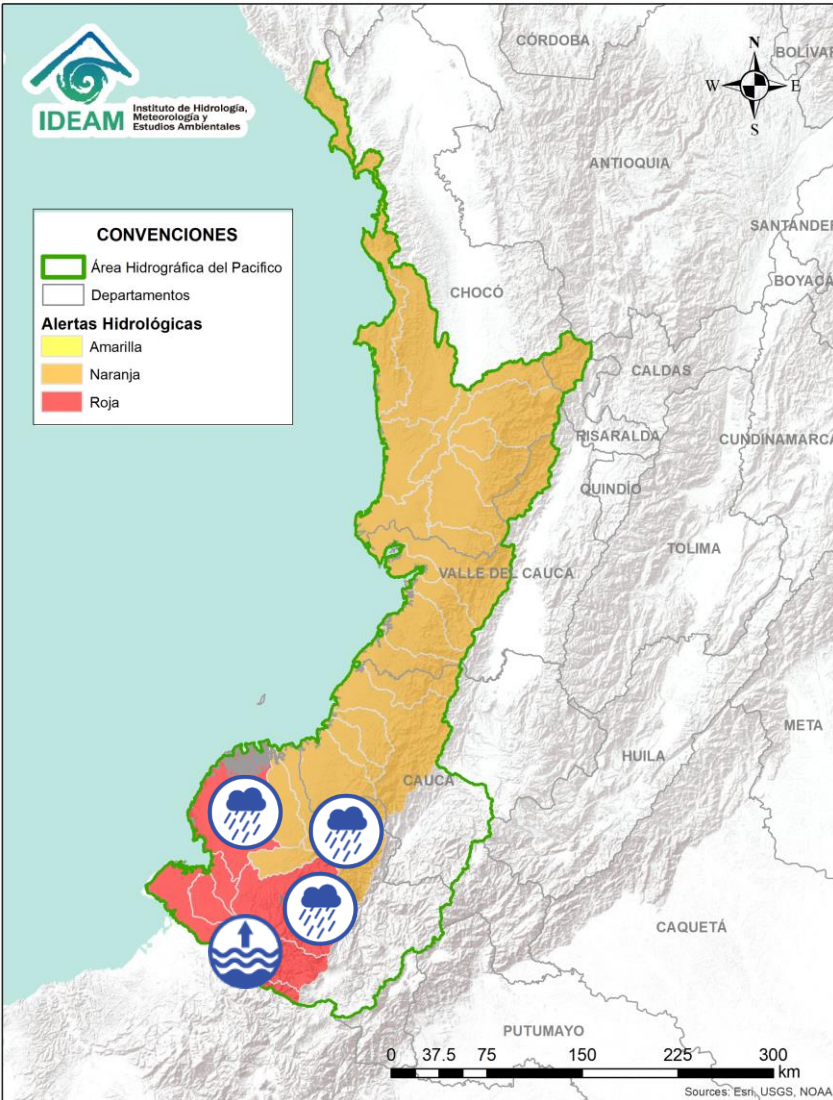 IDEAM
Instituto de Hidrología,
Meteorología y
Estudios Ambientales
N
W
E
S
CÓRDOBA
BOLÍVAR
ANTIOQUIA
SANTANDER
BOYACÁ
CONVENCIONES
Área Hidrográfica del Pacifico
Departamentos
Alertas Hidrológicas
Amarilla
Naranja
Roja
CHOCÓ
CALDAS
RISARALDA
CUNDINAMARCA
QUINDÍO
TOLIMA
VALLE DEL CAUCA
META
HUILA
CAUCA
CAQUETÁ
PUTUMAYO
0 37.5 75 150 225 300
km
Sources: Esri, USGS, NOAA